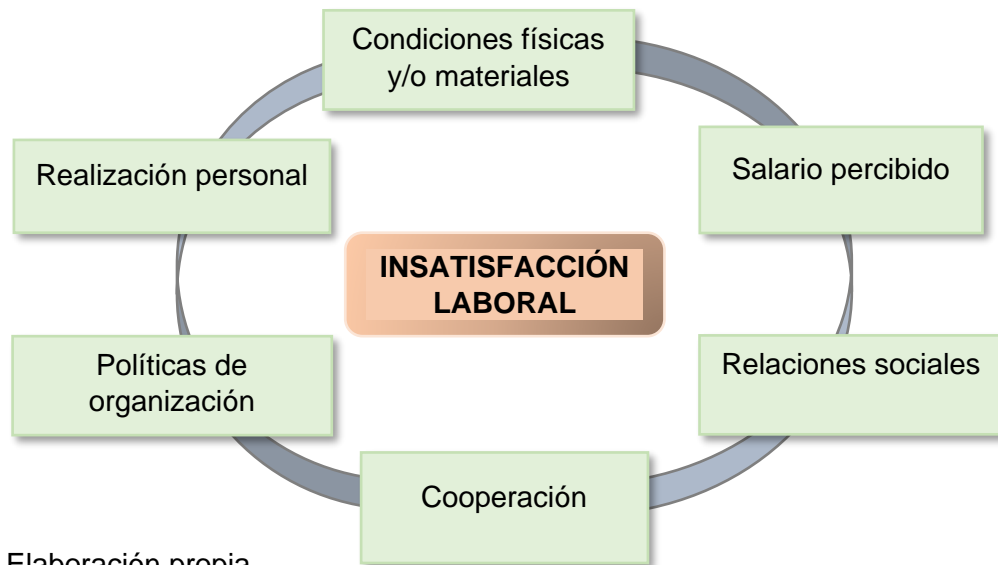 Condiciones físicas
y/o materiales
Salario percibido
Realización personal
INSATISFACCIÓN
LABORAL
Relaciones sociales
Políticas de
organización
Cooperación
Elaboración propia